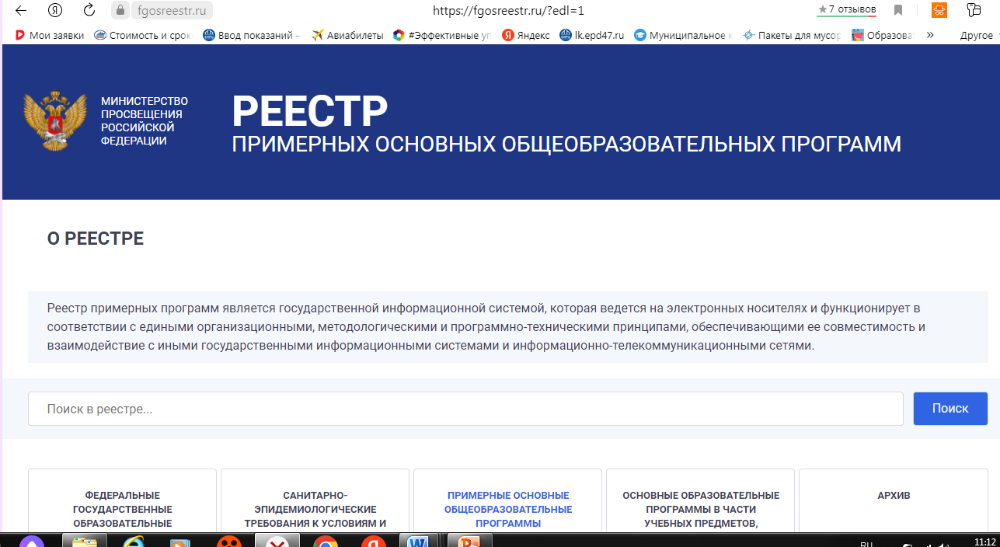 fgosreestr.ru
https://fgosreestr.ru/?edl=1
7 отзывов
Мои заявки
Стоимость и срок
Ввод показаний –
Авиабилеты
#Эффективные уп
Яндекс
lk.epd47.ru
Муниципальное к
Пакеты для мусор
Образоват
»
Другое
МИНИСТЕРСТВО
ПРОСВЕЩЕНИЯ
РОССИЙСКОЙ
ФЕДЕРАЦИИ
РЕЕСТР
ПРИМЕРНЫХ ОСНОВНЫХ ОБЩЕОБРАЗОВАТЕЛЬНЫХ ПРОГРАММ
О РЕЕСТРЕ
Реестр примерных программ является государственной информационной системой, которая ведется на электронных носителях и функционирует в
соответствии с едиными организационными, методологическими и программно-техническими принципами, обеспечивающими ее совместимость и
взаимодействие с иными государственными информационными системами и информационно-телекоммуникационными сетями.
Поиск в реестре...
Поиск
ФЕДЕРАЛЬНЫЕ
ГОСУДАРСТВЕННЫЕ
ОБРАЗОВАТЕЛЬНЫЕ
САНИТАРНО-
ЭПИДЕМИОЛОГИЧЕСКИЕ
ТРЕБОВАНИЯ К УСЛОВИЯМ И
ПРИМЕРНЫЕ ОСНОВНЫЕ
ОБЩЕОБРАЗОВАТЕЛЬНЫЕ
ПРОГРАММЫ
ОСНОВНЫЕ ОБРАЗОВАТЕЛЬНЫЕ
ПРОГРАММЫ В ЧАСТИ
УЧЕБНЫХ ПРЕДМЕТОВ,
АРХИВ
RU
11:12